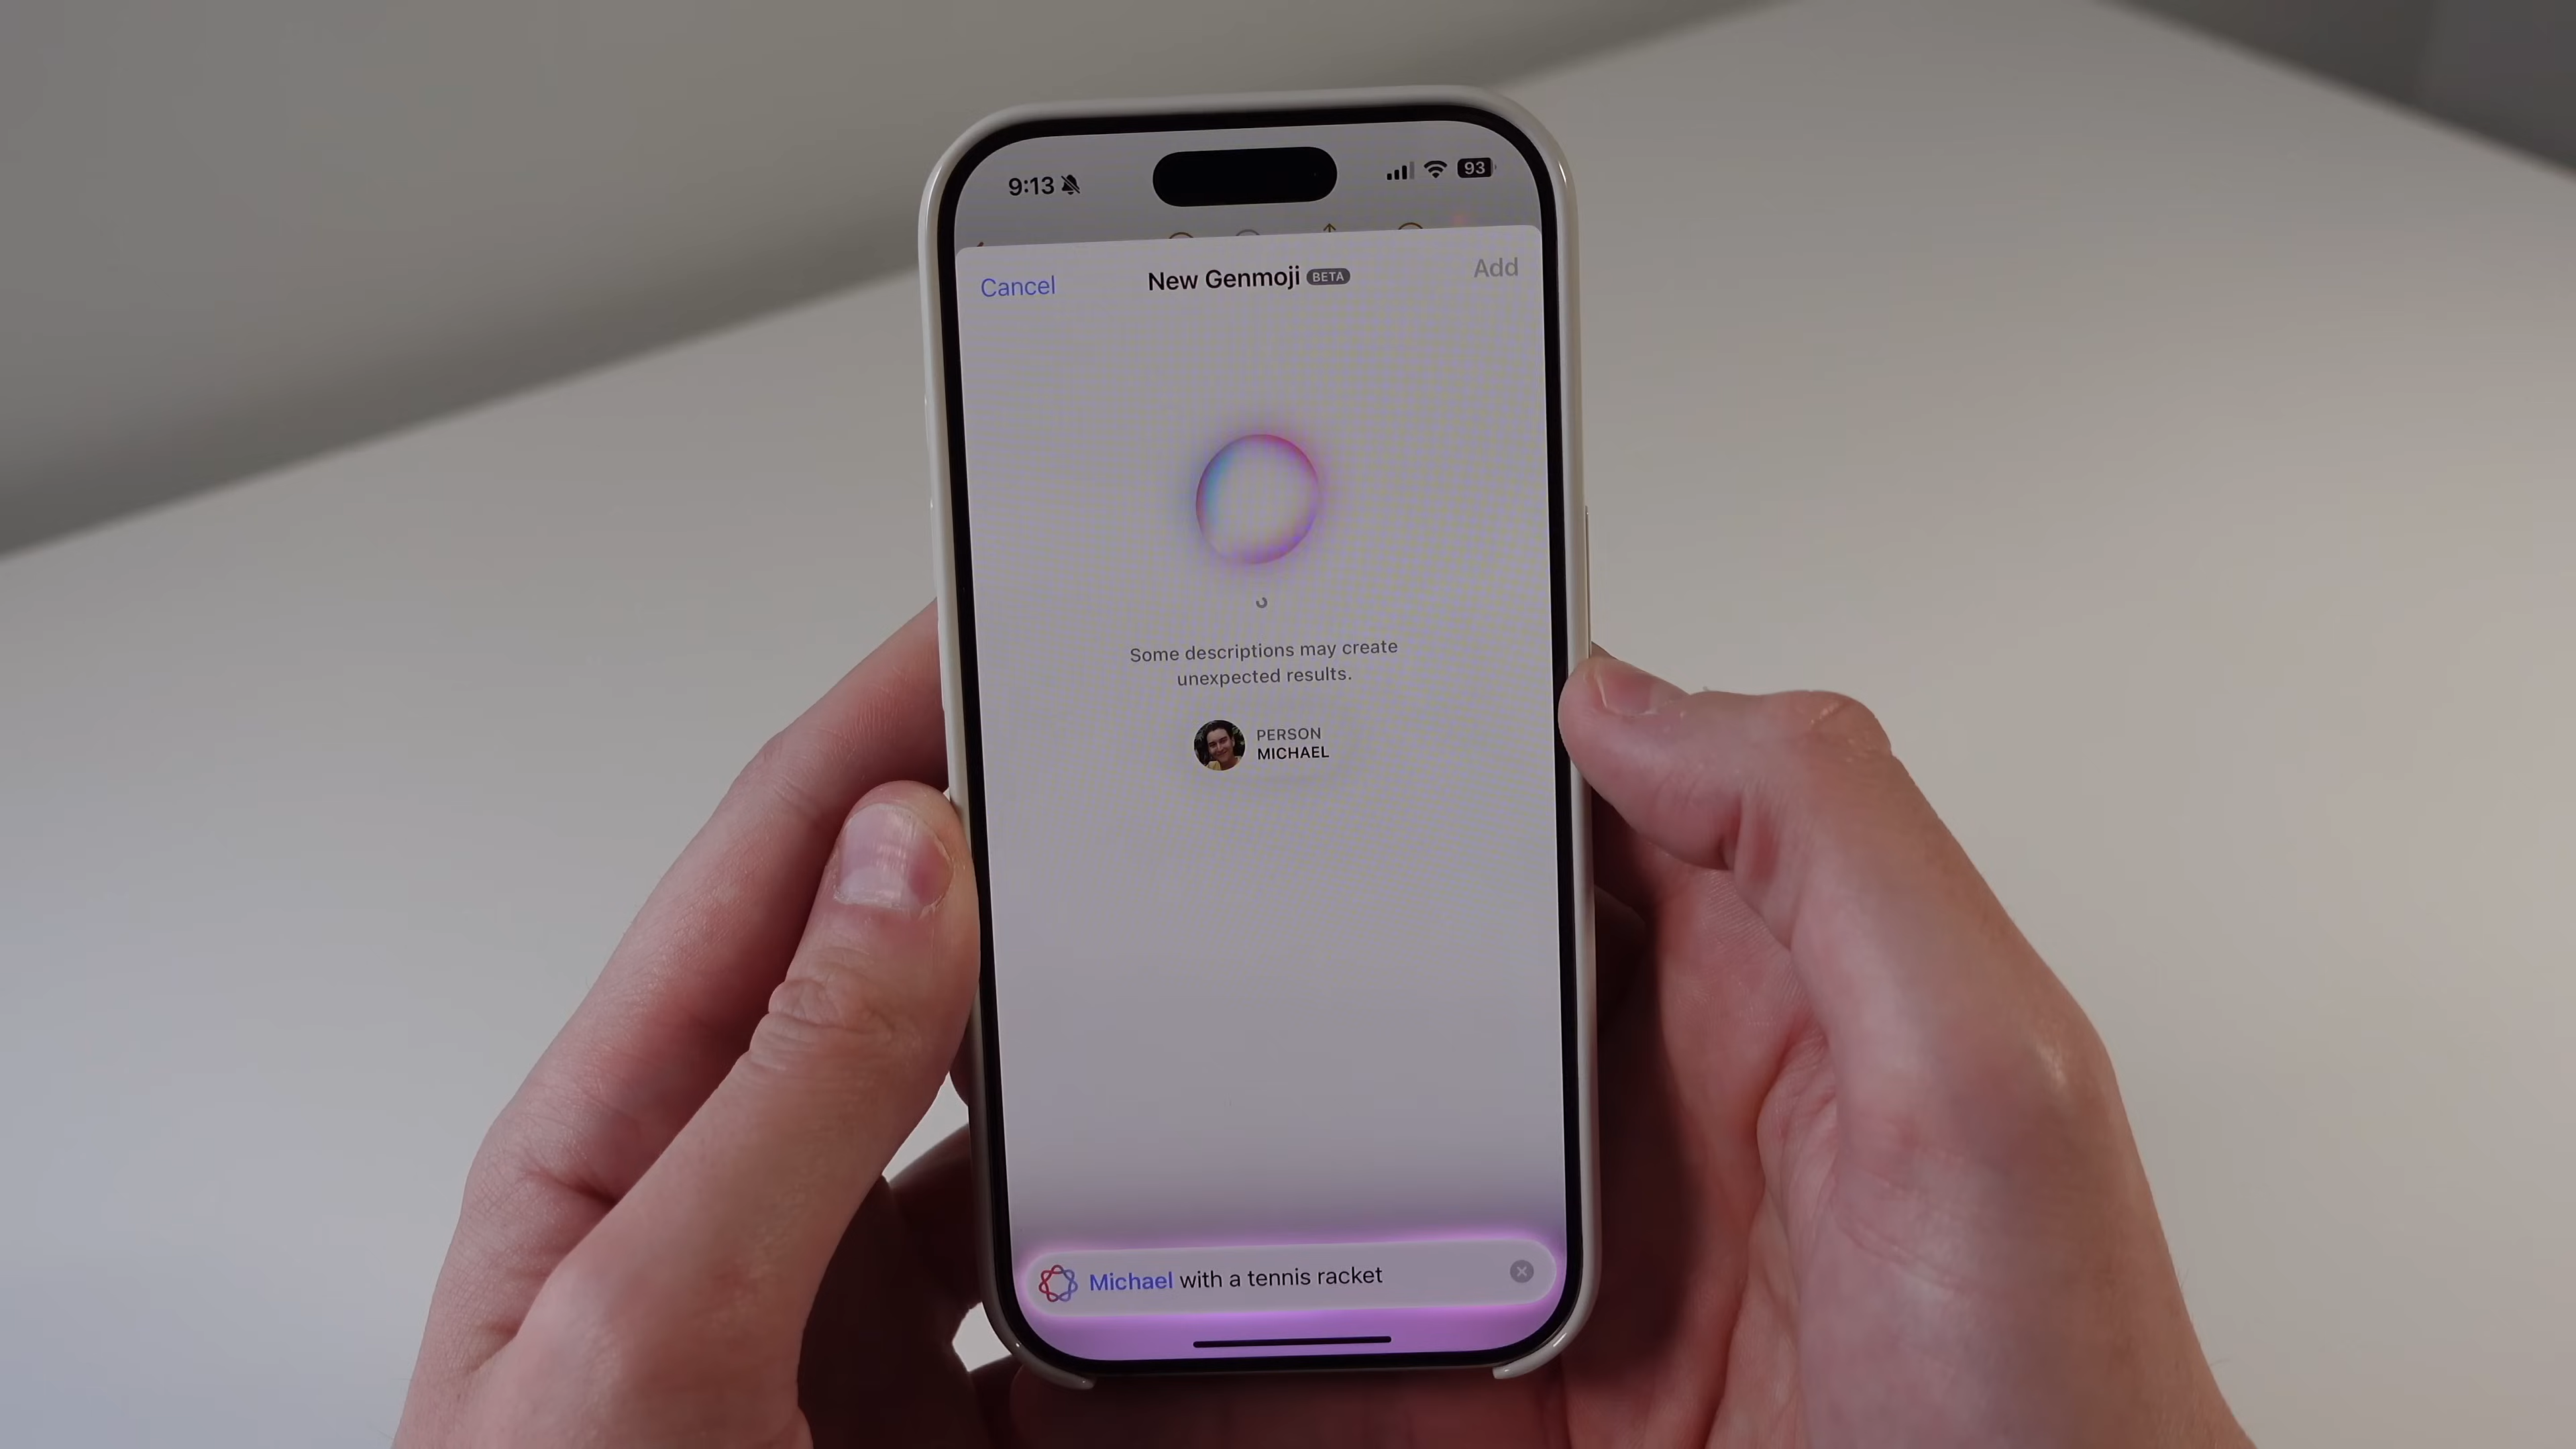 9:13
93
Cancel
New Genmoji BETA
Add
Some descriptions may create
unexpected results.
PERSON
MICHAEL
Michael with a tennis racket